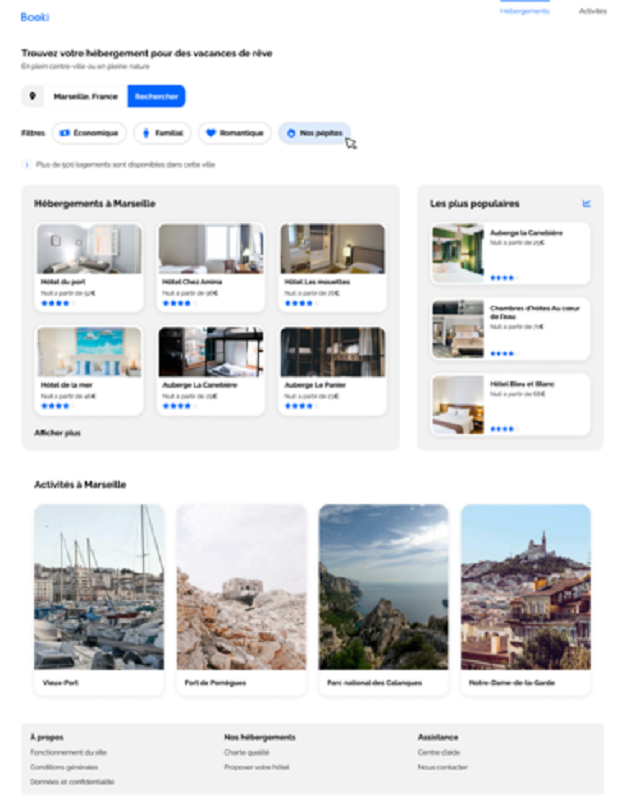 Booki
Hébergements
Activités
Trouvez votre hébergement pour des vacances de rêve
En plein centre-ville ou en pleine nature
Marseille, France
Rechercher
Filtres
Économique
Familial
Romantique
Nos pépites
Plus de 500 logements sont disponibles dans cette ville
Hébergements à Marseille
Hôtel du port
Nuit à partir de 52€
Hôtel Chez Amina
Nuit à partir de
Hôtel Les mouettes
Nuit à partir de
Hôtel de la mer
Nuit à partir de
Auberge La Canebière
Nuit à partir de 25€
Auberge Le Panier
Nuit à partir de
Afficher plus
Les plus populaires
Auberge la Canebière
Nuit à partir de 25€
Chambres d'hôtes Au cœur
de l'eau
Nuit à partir de
Hôtel Bleu et Blanc
Nuit à partir de 68€
Activités à Marseille
Vieux-Port
Fort de Pomègues
Parc national des Calanques
Notre-Dame-de-la-Garde
À propos
Fonctionnement du site
Conditions générales
Données et confidentialité
Nos hébergements
Charte qualité
Proposer votre hôtel
Assistance
Centre d'aide
Nous contacter